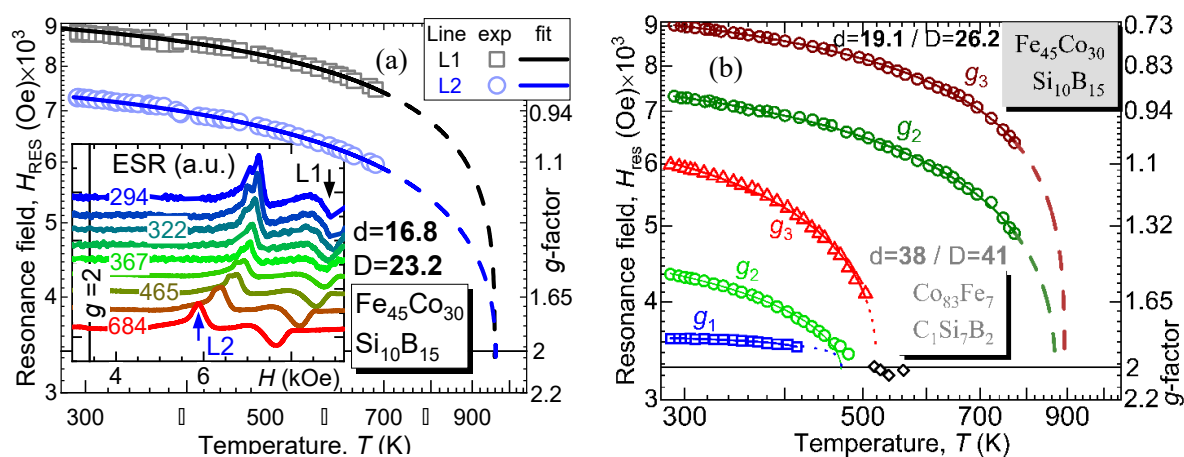 (a)
Line exp fit
L1
L2
Resonance field, H_RES (Oe)×10³
9
8
7
6
5
4
3
0.94
1.1
1.65
2
2.2
g-factor
ESR (a.u.)
L1
294
322
367
465
684
g=2
L2
4 6 H (kOe)
d=16.8
D=23.2
Fe₄₅Co₃₀
Si₁₀B₁₅
300 500 700 900
Temperature, T (K)
(b)
d=19.1 / D=26.2
Fe₄₅Co₃₀
Si₁₀B₁₅
Resonance field, H_res (Oe)×10³
9
8
7
6
5
4
3
g₃
g₂
g₃
g₂
g₁
d=38 / D=41
Co₈₃Fe₇
C₁Si₇B₂
0.73
0.83
0.94
1.1
1.32
1.65
2
2.2
g-factor
300 500 700 900
Temperature, T (K)